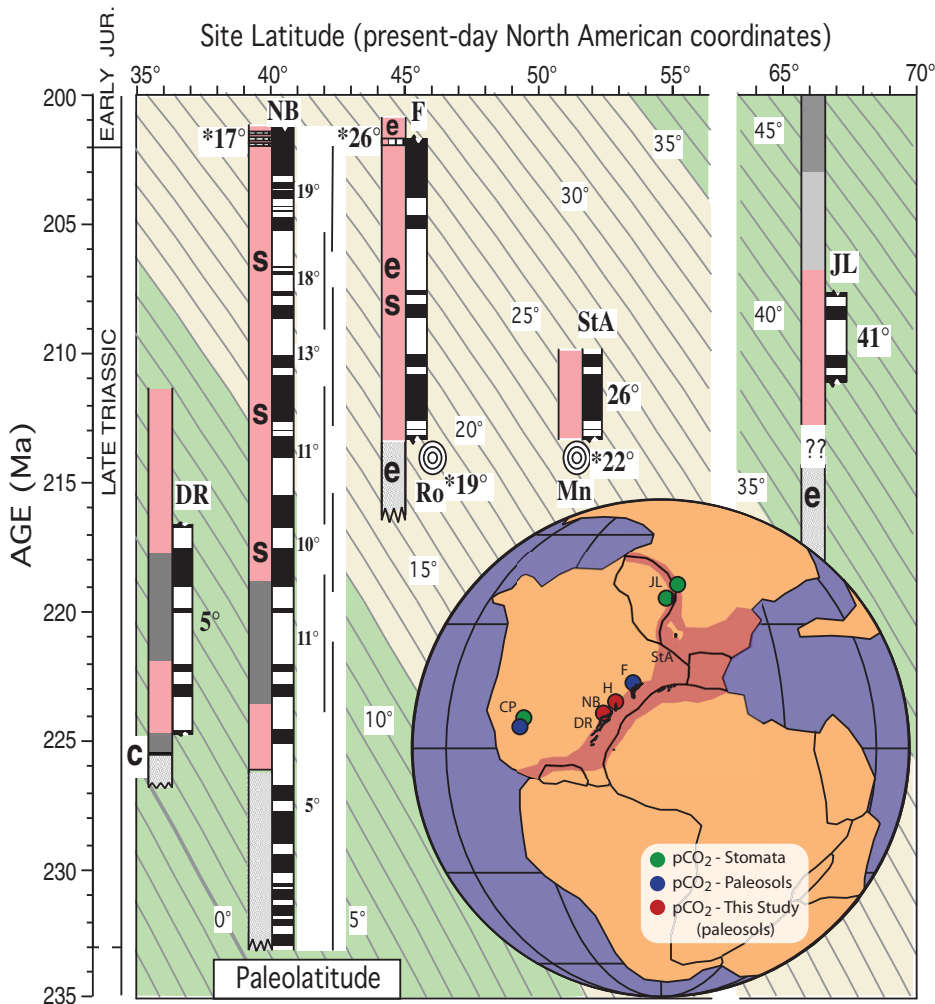 Site Latitude (present-day North American coordinates)
35° 40° 45° 50° 55° 65° 70°
EARLY JUR.
LATE TRIASSIC
AGE (Ma)
200
205
210
215
220
225
230
235
NB
F
*17°
*26°
e
35°
45°
19°
30°
s
e
s
18°
JL
25°
StA
40°
13°
41°
26°
s
11°
20°
??
e
*22°
*19°
Ro
Mn
35°
e
DR
s
10°
15°
5°
11°
10°
c
5°
0°
5°
Paleolatitude
JL
StA
F
H
NB
DR
CP
pCO₂ - Stomata
pCO₂ - Paleosols
pCO₂ - This Study
(paleosols)